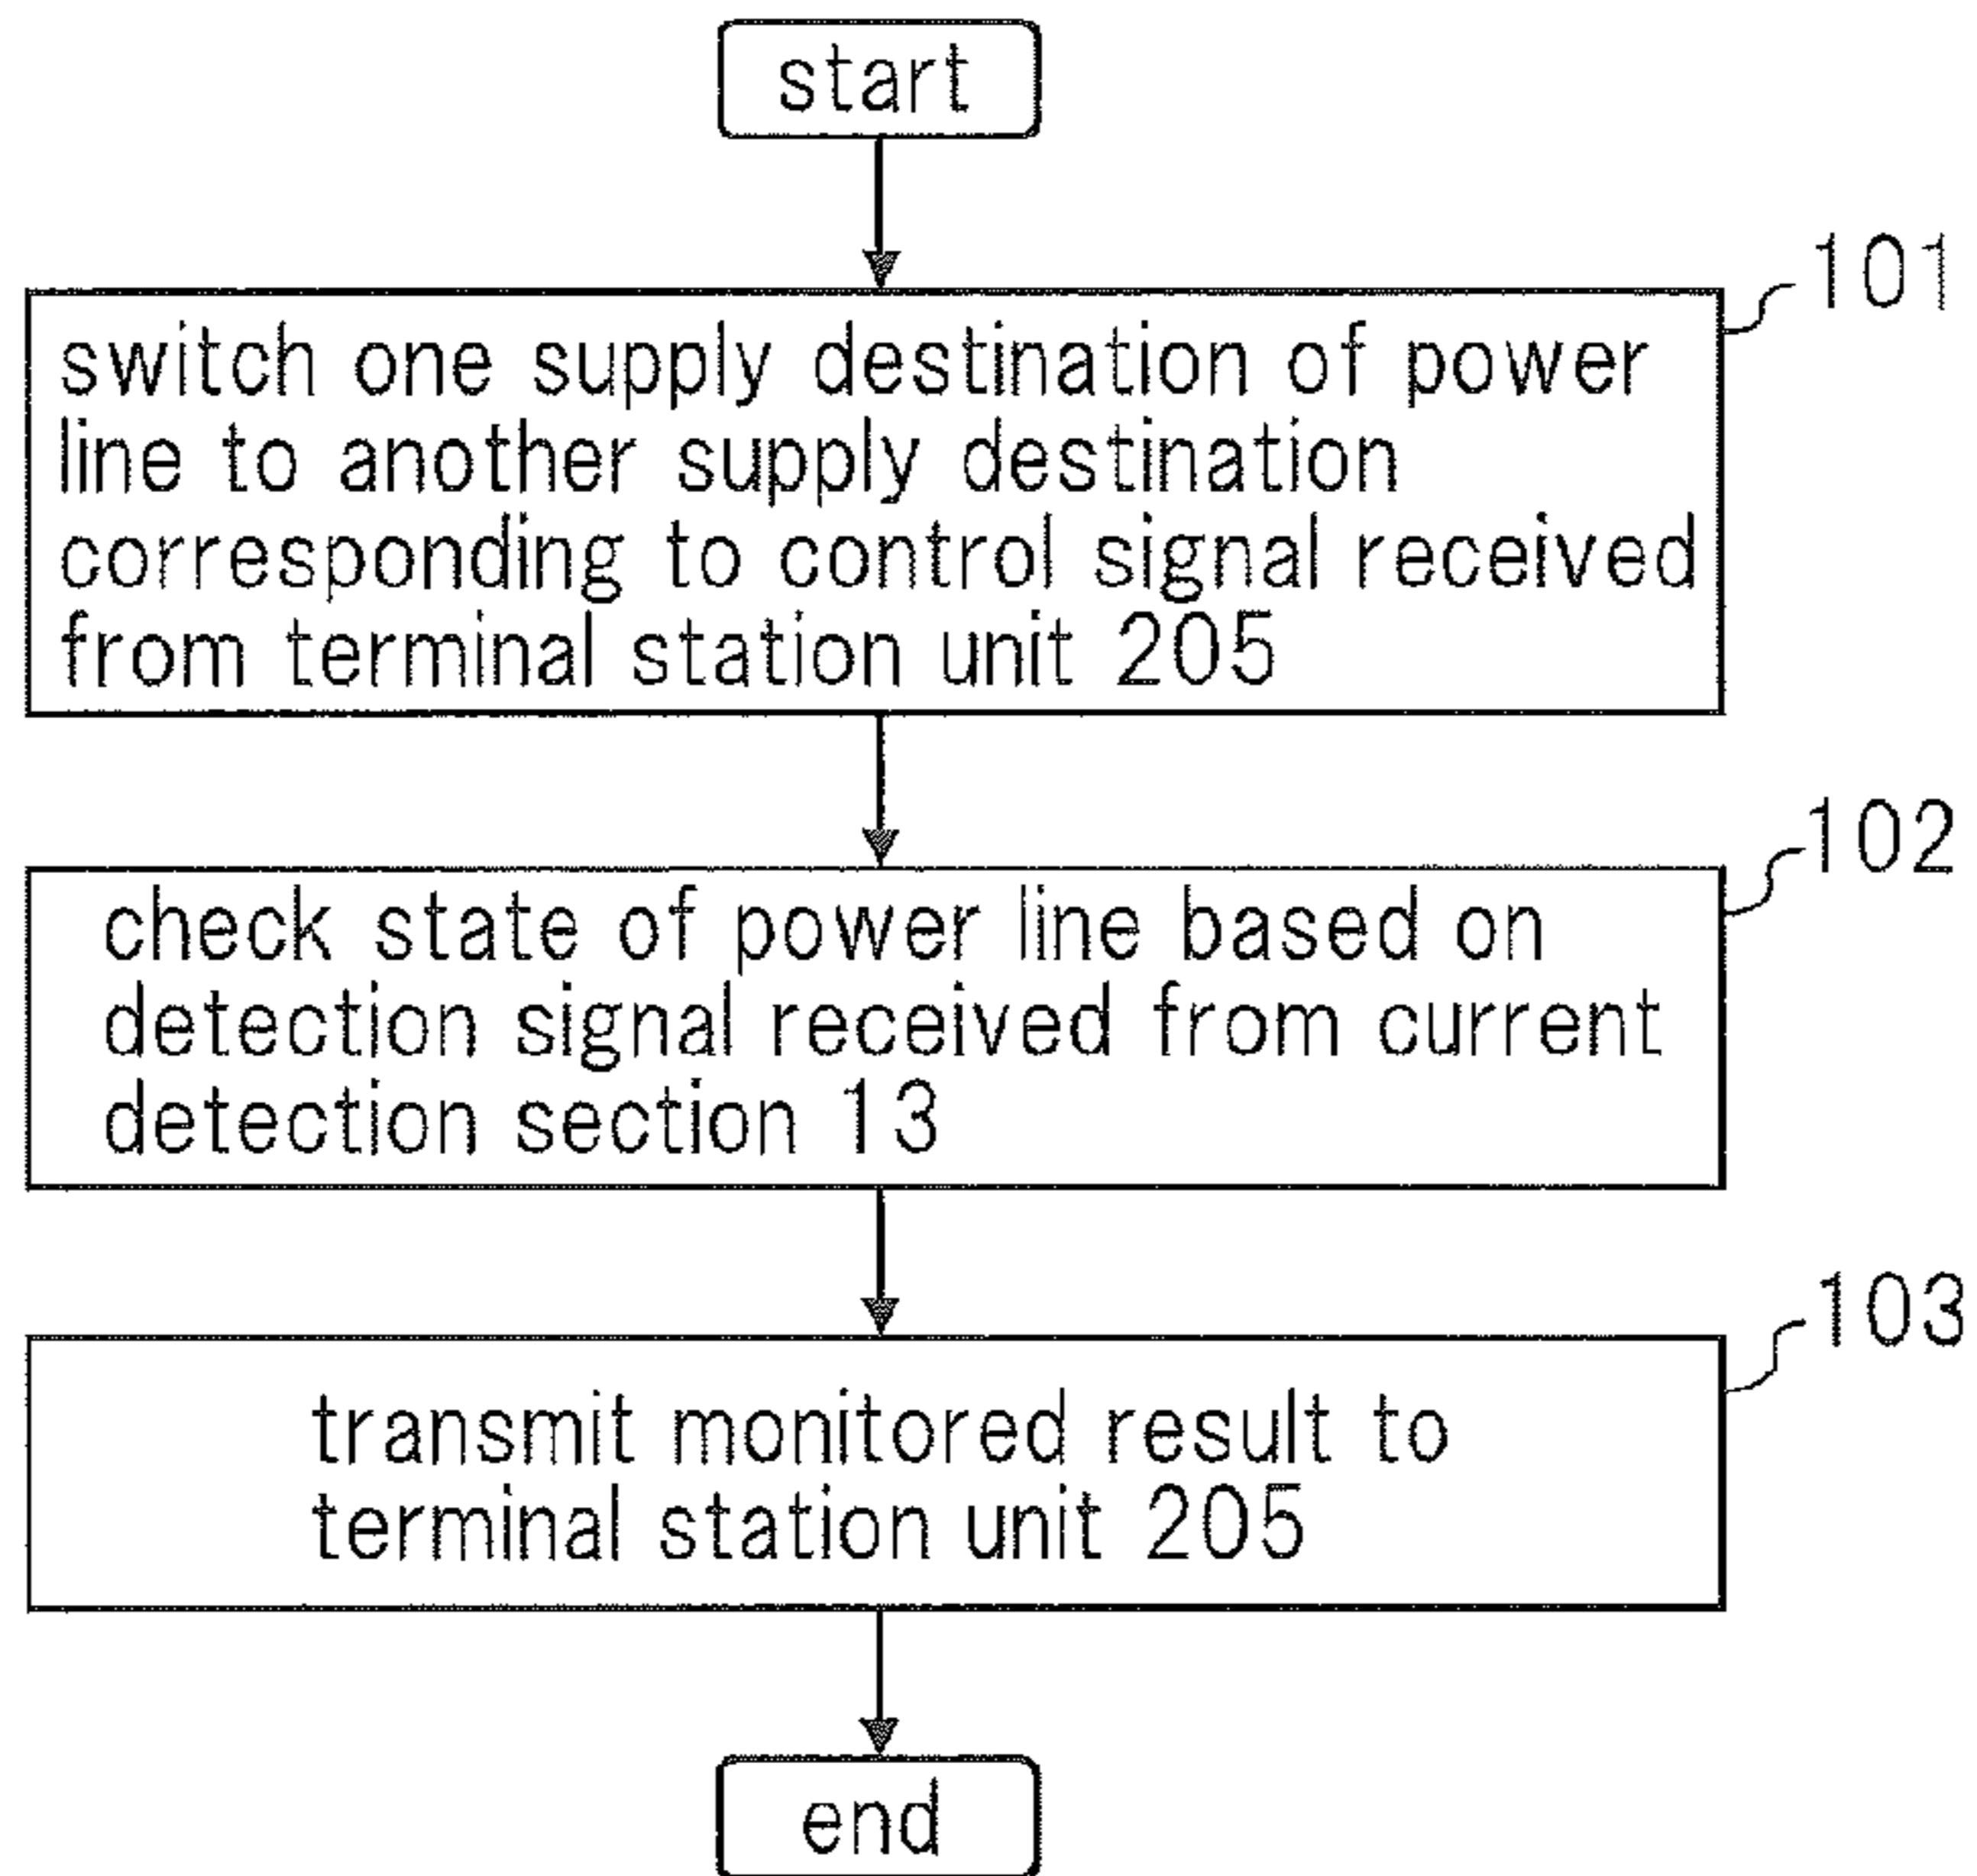 start
101
switch one supply destination of power
line to another supply destination
corresponding to control signal received
from terminal station unit 205
102
check state of power line based on
detection signal received from current
detection section 13
103
transmit monitored result to
terminal station unit 205
end